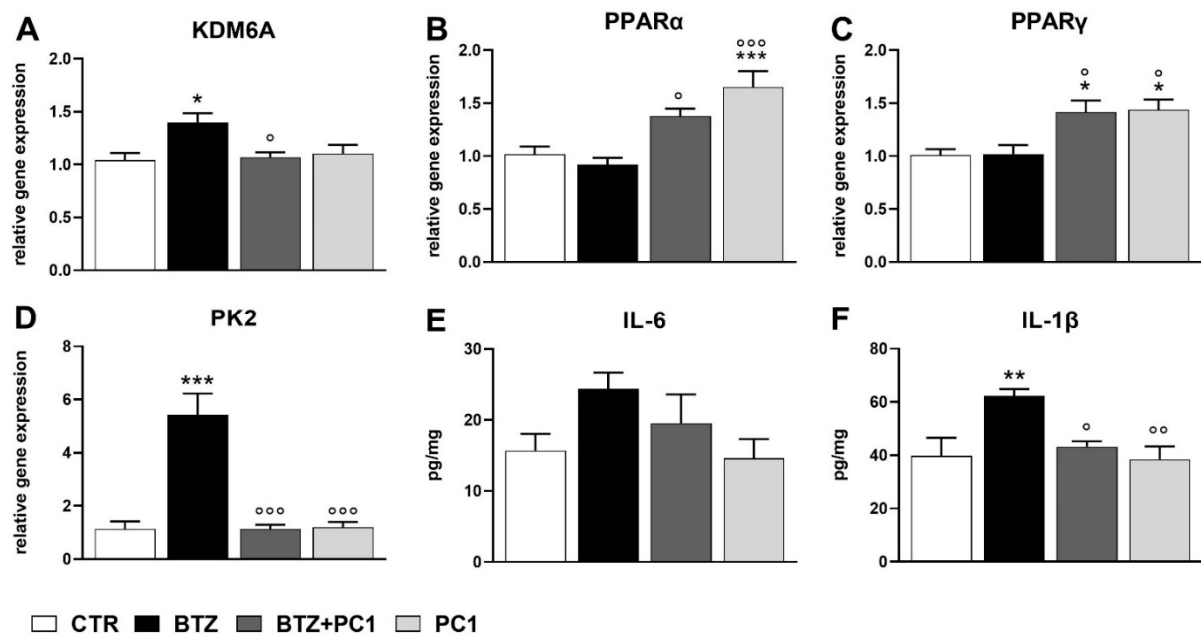 A
KDM6A
relative gene expression
2.0
1.5
1.0
0.5
0.0
*
°
B
PPARα
relative gene expression
2.0
1.5
1.0
0.5
0.0
°
°°°
***
C
PPARγ
relative gene expression
2.0
1.5
1.0
0.5
0.0
°
*
°
*
D
PK2
relative gene expression
8
6
4
2
0
***
°°°
°°°
E
IL-6
pg/mg
30
20
10
0
F
IL-1β
pg/mg
80
60
40
20
0
**
°
°°
CTR BTZ BTZ+PC1 PC1